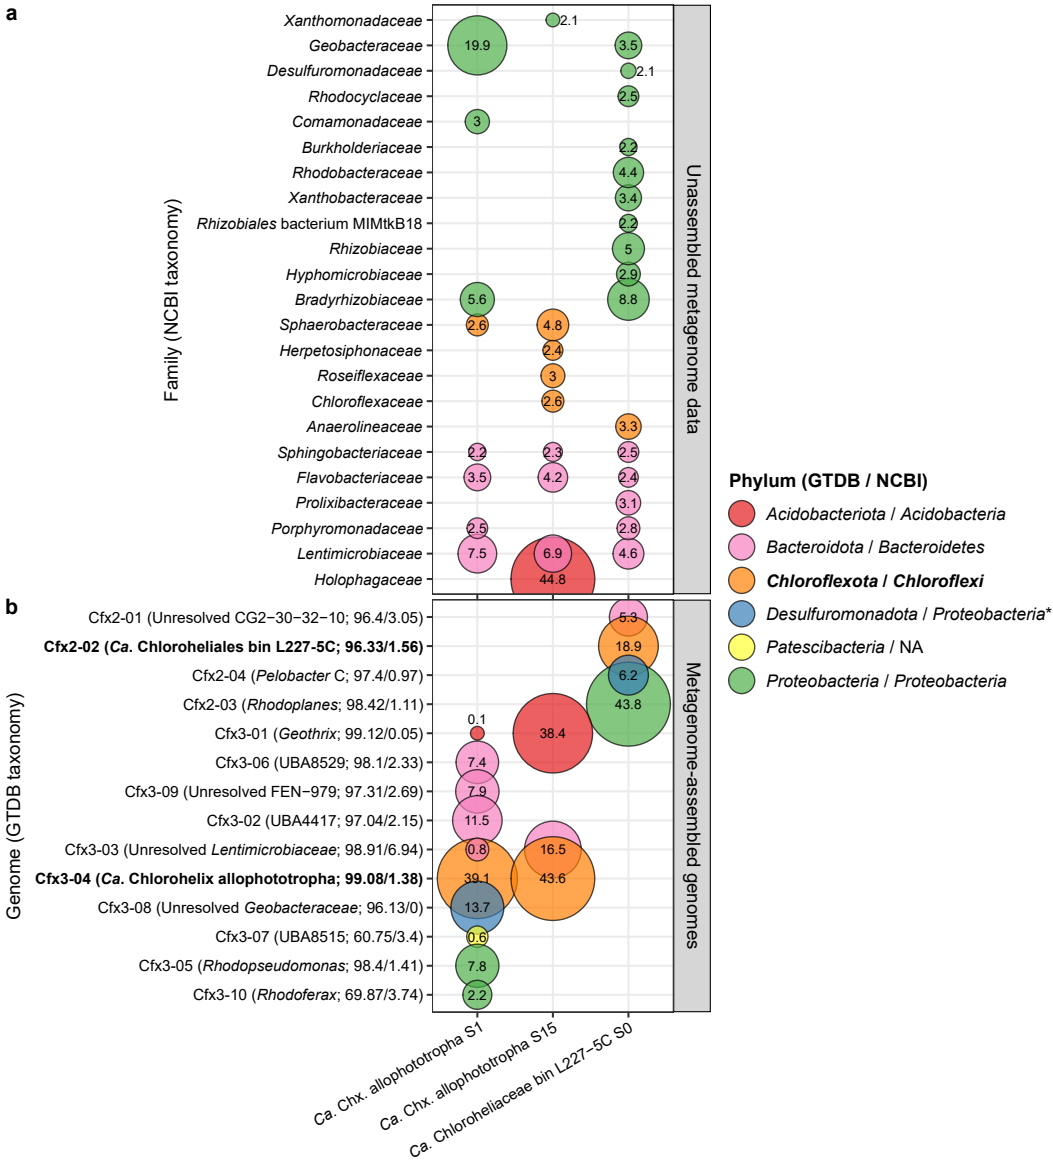 a
Family (NCBI taxonomy)
Xanthomonadaceae 2.1
Geobacteraceae 19.9 3.5
Desulfuromonadaceae 2.1
Rhodocyclaceae 2.5
Comamonadaceae 3
Burkholderiaceae 2.2
Rhodobacteraceae 4.4
Xanthobacteraceae 3.4
Rhizobiales bacterium MIMtkB18 2.2
Rhizobiaceae 5
Hyphomicrobiaceae 2.9
Bradyrhizobiaceae 5.6 8.8
Sphaerobacteraceae 2.6 4.8
Herpetosiphonaceae 2.4
Roseiflexaceae 3
Chloroflexaceae 2.6
Anaerolineaceae 3.3
Sphingobacteriaceae 2.2 2.3 2.5
Flavobacteriaceae 3.5 4.2 2.4
Prolixibacteraceae 3.1
Porphyromonadaceae 2.5 2.8
Lentimicrobiaceae 7.5 6.9 4.6
Holophagaceae 44.8
Unassembled metagenome data
b
Genome (GTDB taxonomy)
Cfx2-01 (Unresolved CG2−30−32−10; 96.4/3.05) 5.3
Cfx2-02 (Ca. Chloroheliales bin L227-5C; 96.33/1.56) 18.9
Cfx2-04 (Pelobacter C; 97.4/0.97) 6.2
Cfx2-03 (Rhodoplanes; 98.42/1.11) 43.8
Cfx3-01 (Geothrix; 99.12/0.05) 0.1 38.4
Cfx3-06 (UBA8529; 98.1/2.33) 7.4
Cfx3-09 (Unresolved FEN−979; 97.31/2.69) 7.9
Cfx3-02 (UBA4417; 97.04/2.15) 11.5
Cfx3-03 (Unresolved Lentimicrobiaceae; 98.91/6.94) 0.8 16.5
Cfx3-04 (Ca. Chlorohelix allophototropha; 99.08/1.38) 39.1 43.6
Cfx3-08 (Unresolved Geobacteraceae; 96.13/0) 13.7
Cfx3-07 (UBA8515; 60.75/3.4) 0.6
Cfx3-05 (Rhodopseudomonas; 98.4/1.41) 7.8
Cfx3-10 (Rhodoferax; 69.87/3.74) 2.2
Metagenome-assembled genomes
Ca. Chx. allophototropha S1
Ca. Chx. allophototropha S15
Ca. Chloroheliaceae bin L227−5C S0
Phylum (GTDB / NCBI)
Acidobacteriota / Acidobacteria
Bacteroidota / Bacteroidetes
Chloroflexota / Chloroflexi
Desulfuromonadota / Proteobacteria*
Patescibacteria / NA
Proteobacteria / Proteobacteria